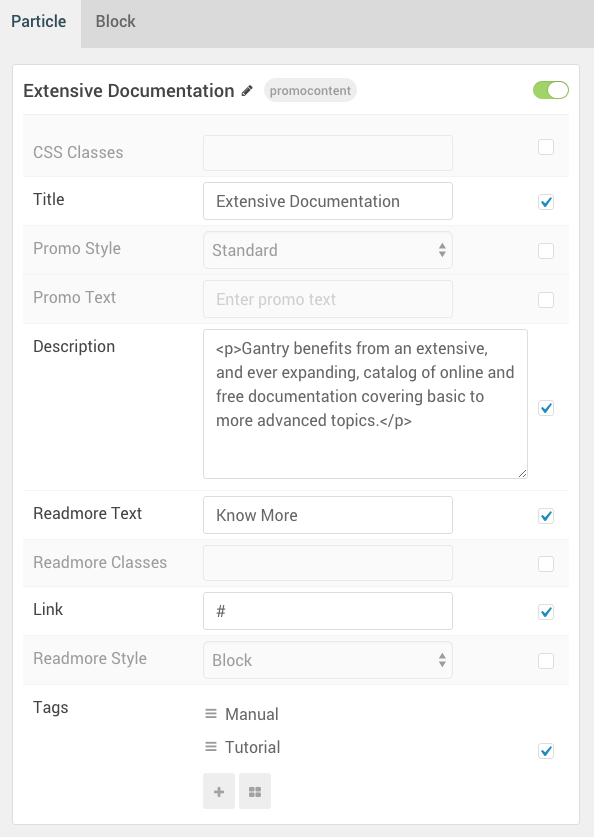 Particle Block
Extensive Documentation promocontent
CSS Classes
Title Extensive Documentation
Promo Style Standard
Promo Text Enter promo text
Description <p>Gantry benefits from an extensive,
and ever expanding, catalog of online and
free documentation covering basic to
more advanced topics.</p>
Readmore Text Know More
Readmore Classes
Link #
Readmore Style Block
Tags
Manual
Tutorial